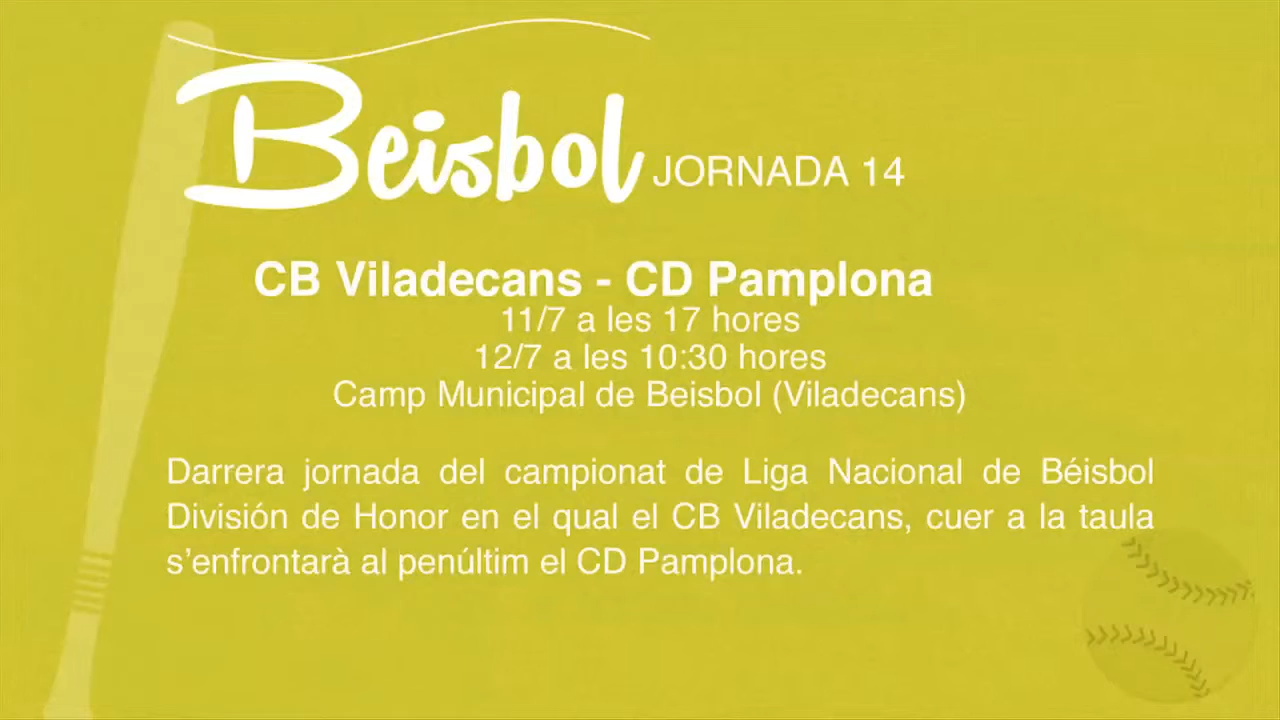 Beisbol JORNADA 14
CB Viladecans - CD Pamplona
11/7 a les 17 hores
12/7 a les 10:30 hores
Camp Municipal de Beisbol (Viladecans)
Darrera jornada del campionat de Liga Nacional de Béisbol
División de Honor en el qual el CB Viladecans, cuer a la taula
s'enfrontarà al penúltim el CD Pamplona.